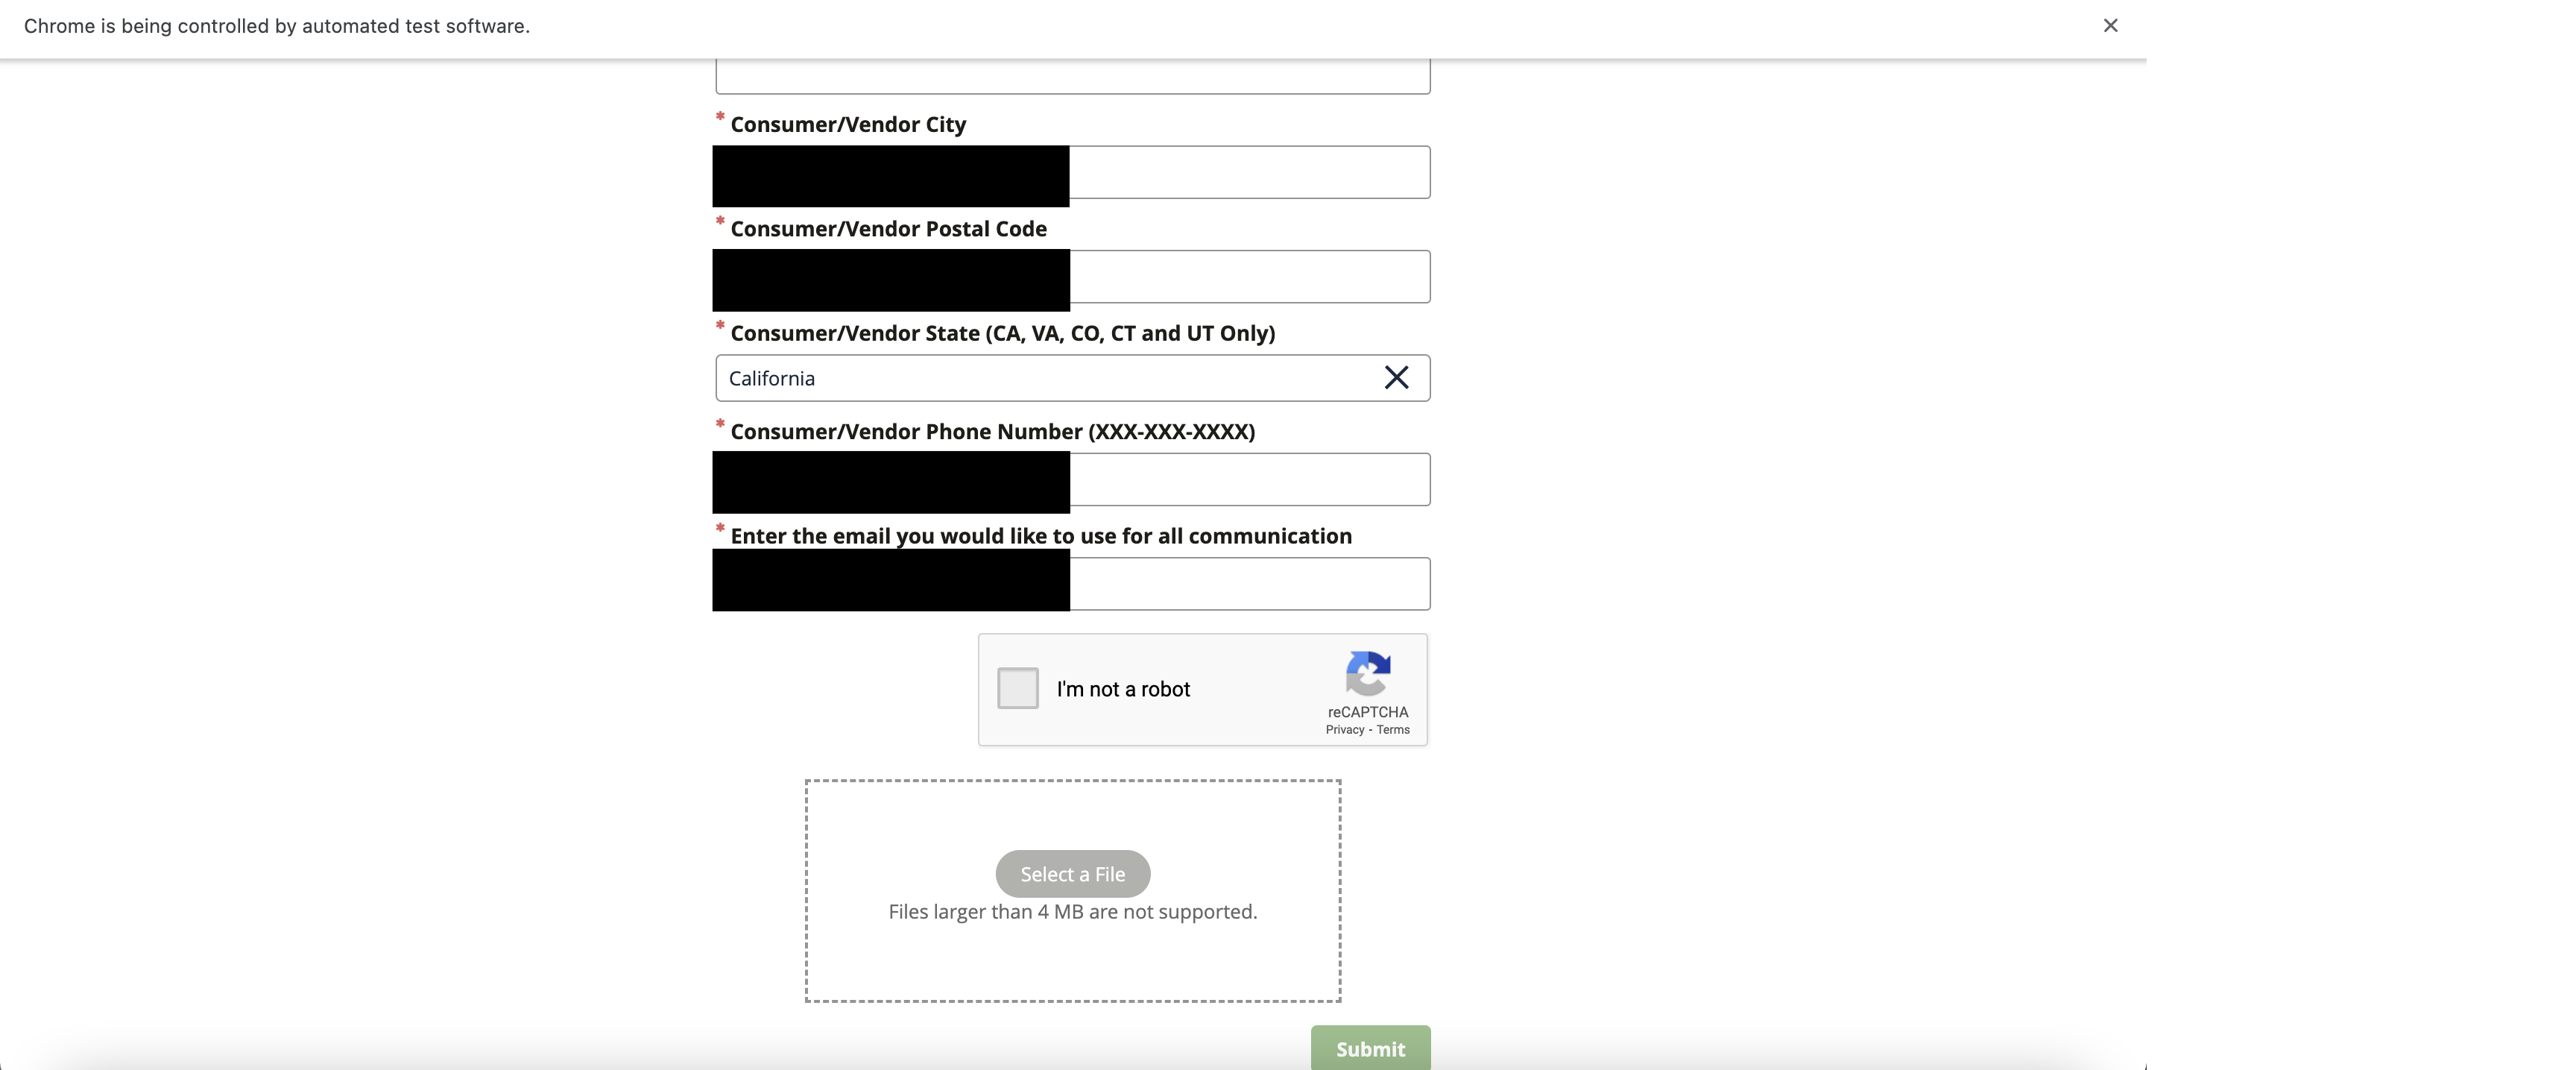 Chrome is being controlled by automated test software.
* Consumer/Vendor City
* Consumer/Vendor Postal Code
* Consumer/Vendor State (CA, VA, CO, CT and UT Only)
California
* Consumer/Vendor Phone Number (XXX-XXX-XXXX)
* Enter the email you would like to use for all communication
I'm not a robot
reCAPTCHA
Privacy - Terms
Select a File
Files larger than 4 MB are not supported.
Submit